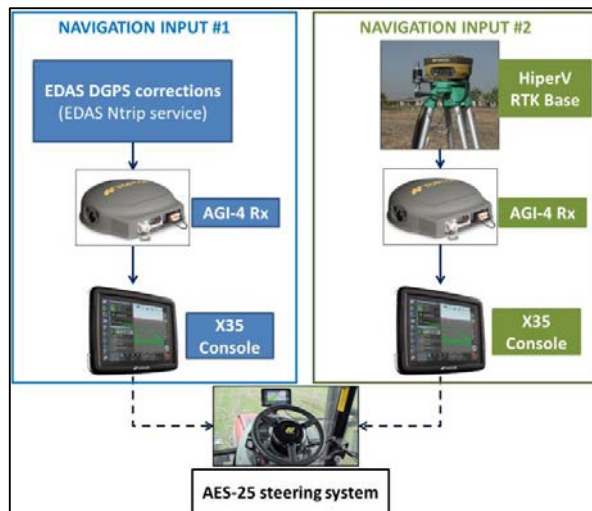 NAVIGATION INPUT #1
EDAS DGPS corrections
(EDAS Ntrip service)
AGI-4 Rx
X35
Console
NAVIGATION INPUT #2
HiperV
RTK Base
AGI-4 Rx
X35
Console
AES-25 steering system